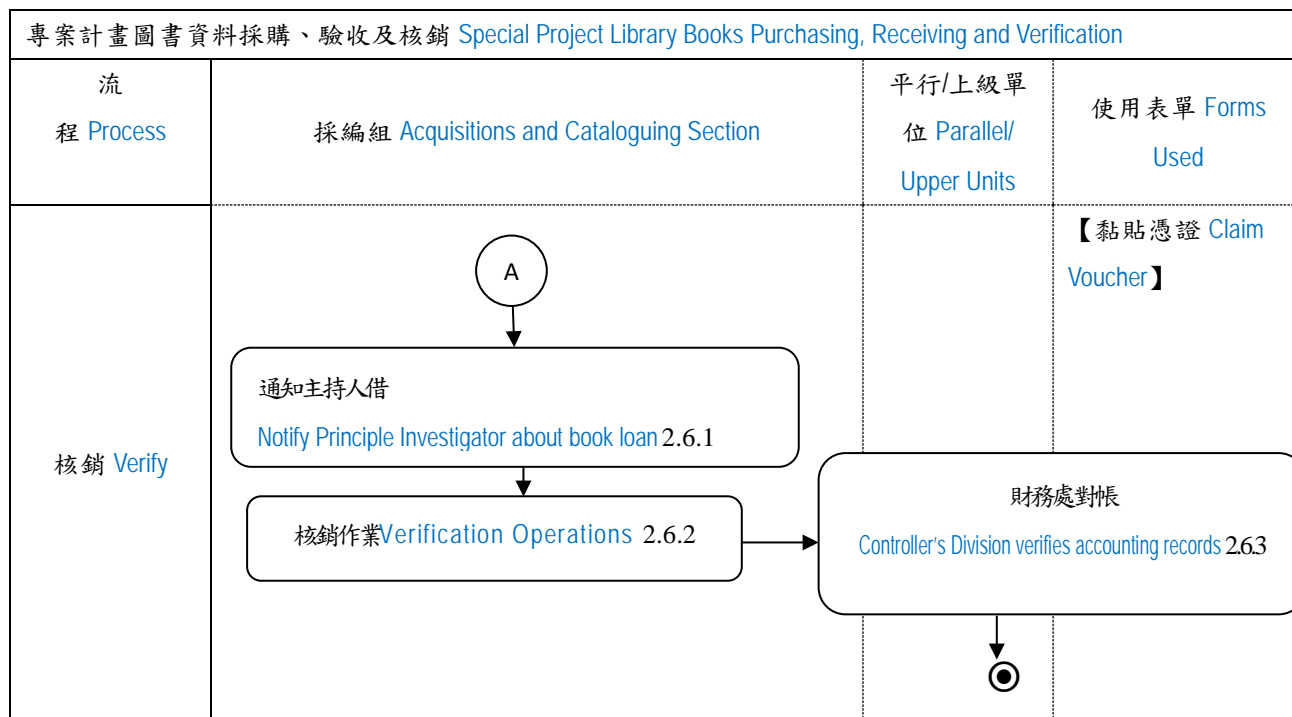 專案計畫圖書資料採購、驗收及核銷 Special Project Library Books Purchasing, Receiving and Verification
流
程 Process
採編組 Acquisitions and Cataloguing Section
平行/上級單
位 Parallel/
Upper Units
使用表單 Forms
Used
【黏貼憑證 Claim
Voucher】
A
通知主持人借
Notify Principle Investigator about book loan 2.6.1
核銷 Verify
核銷作業Verification Operations 2.6.2
財務處對帳
Controller's Division verifies accounting records 2.6.3